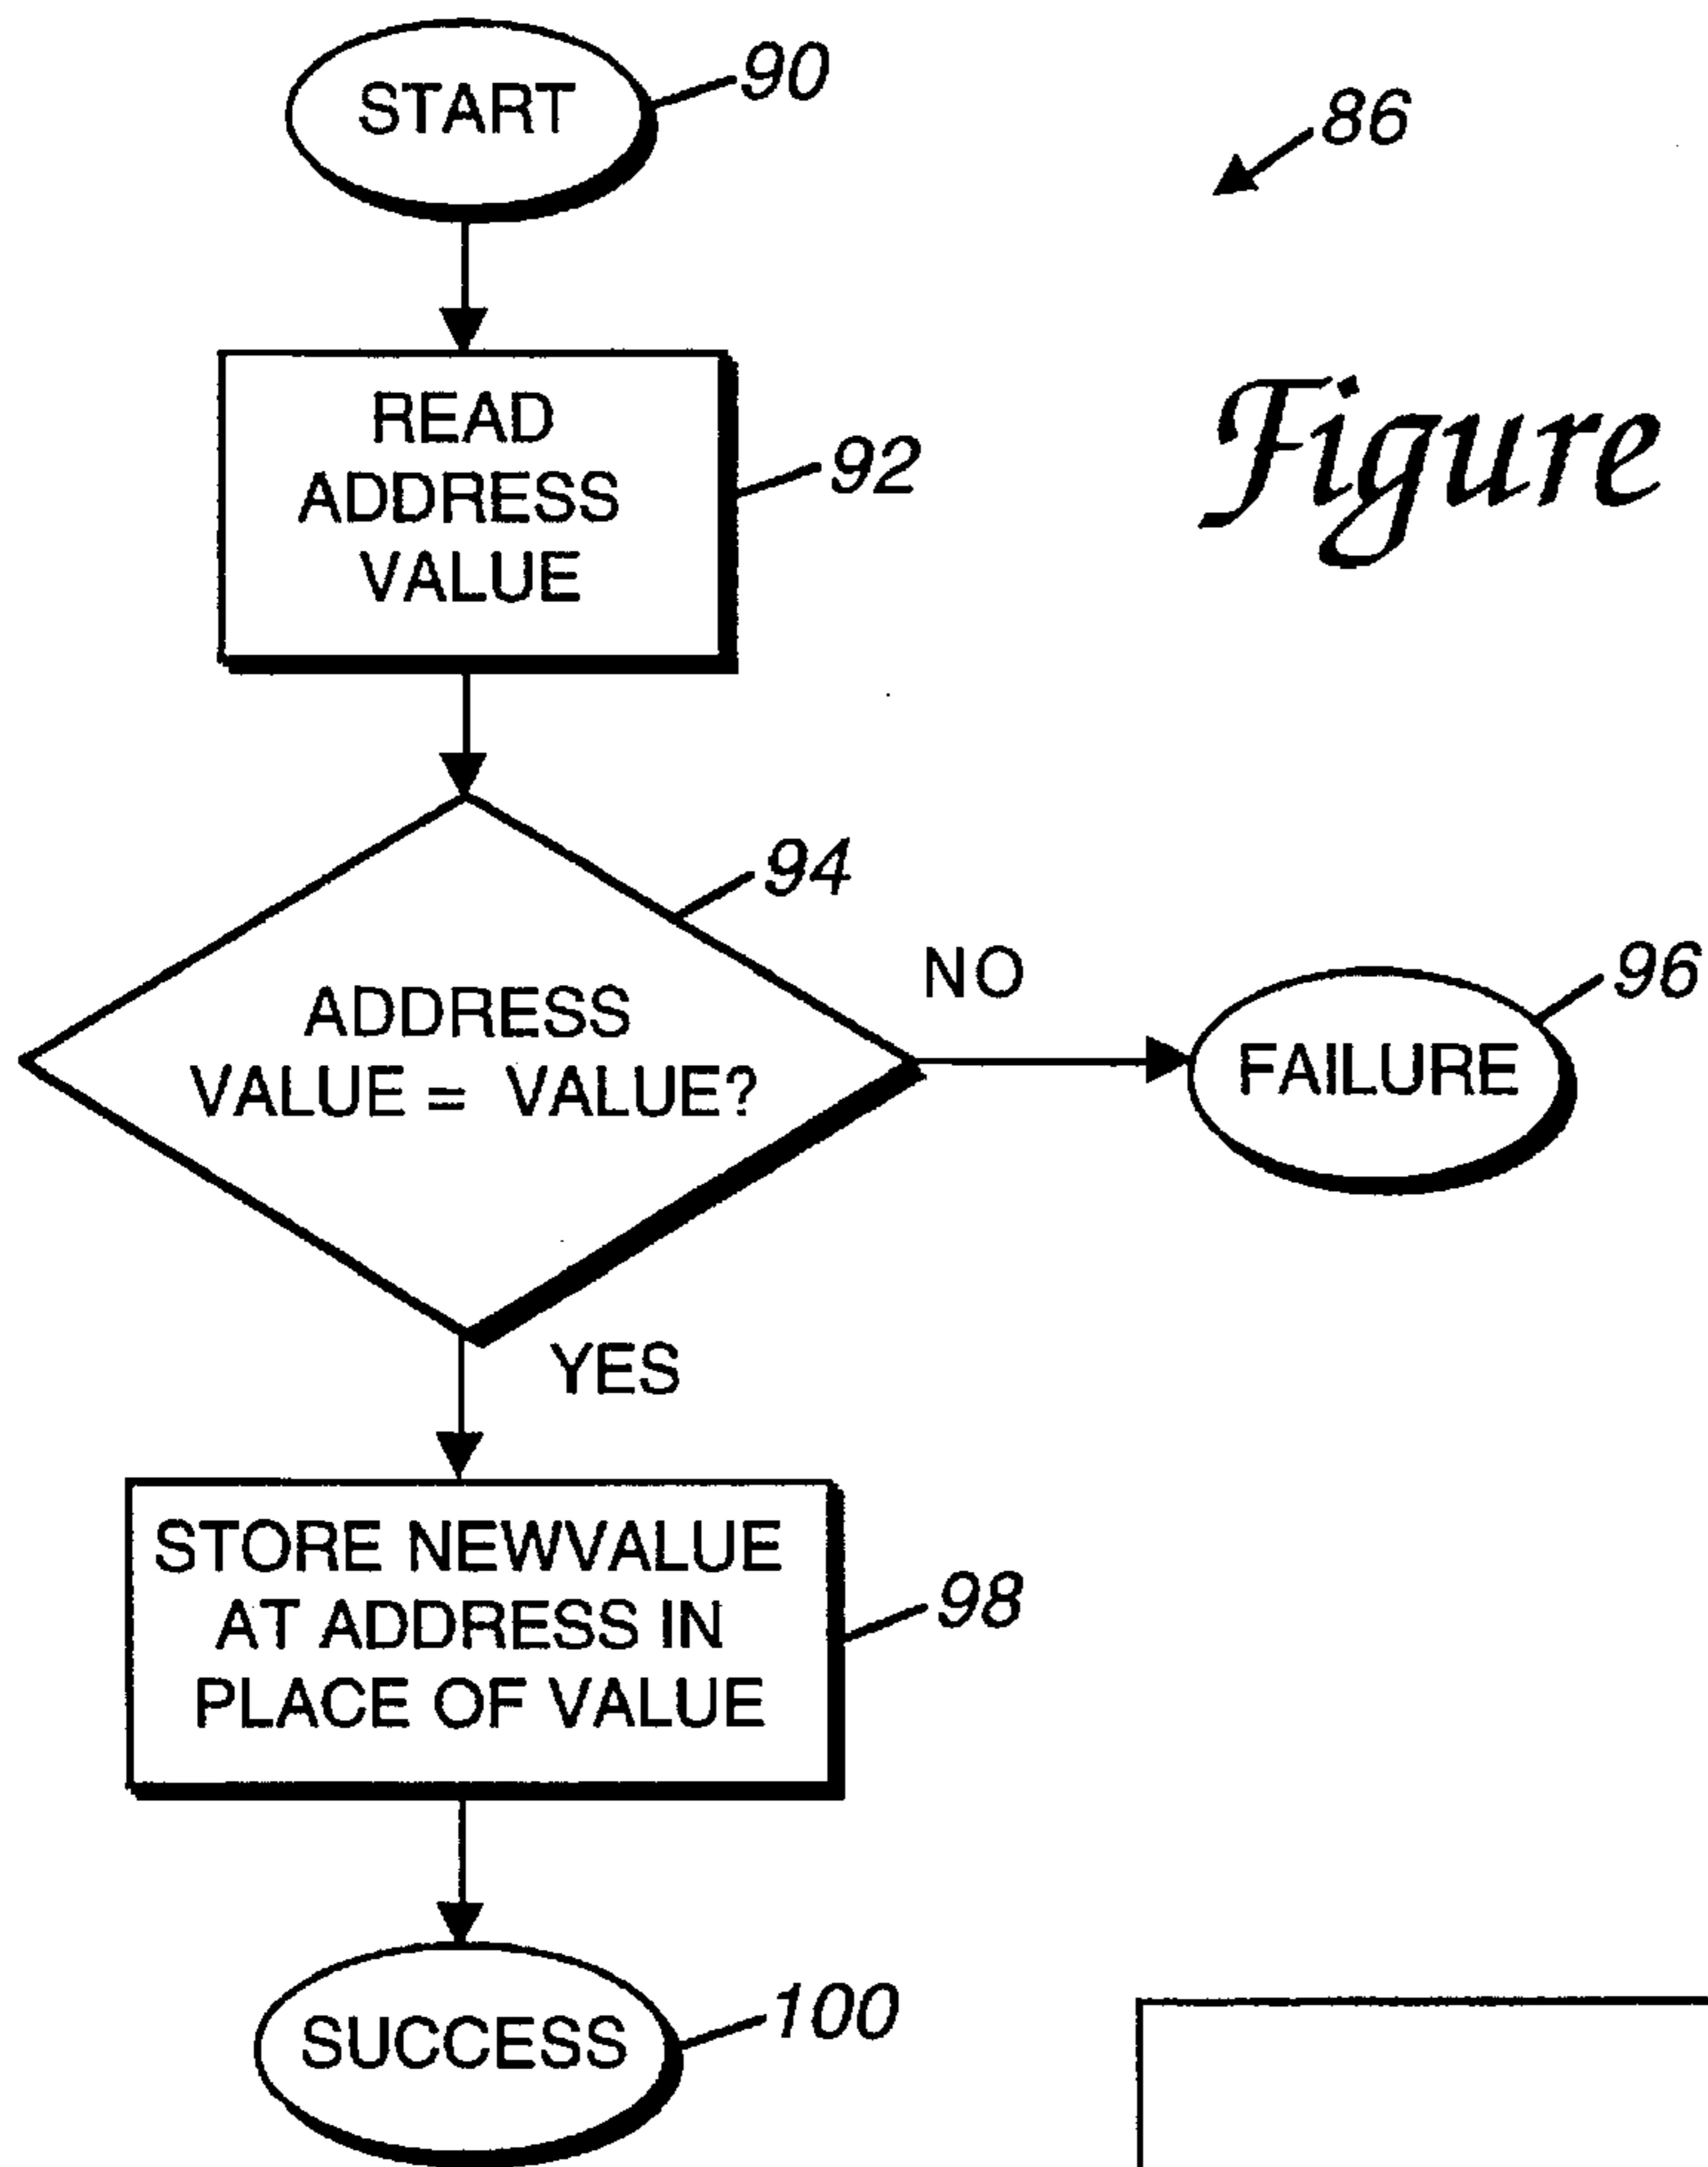 START
90
86
READ
ADDRESS
VALUE
92
Figure
94
ADDRESS
VALUE = VALUE?
NO
FAILURE
96
YES
STORE NEWVALUE
AT ADDRESS IN
PLACE OF VALUE
98
SUCCESS
100